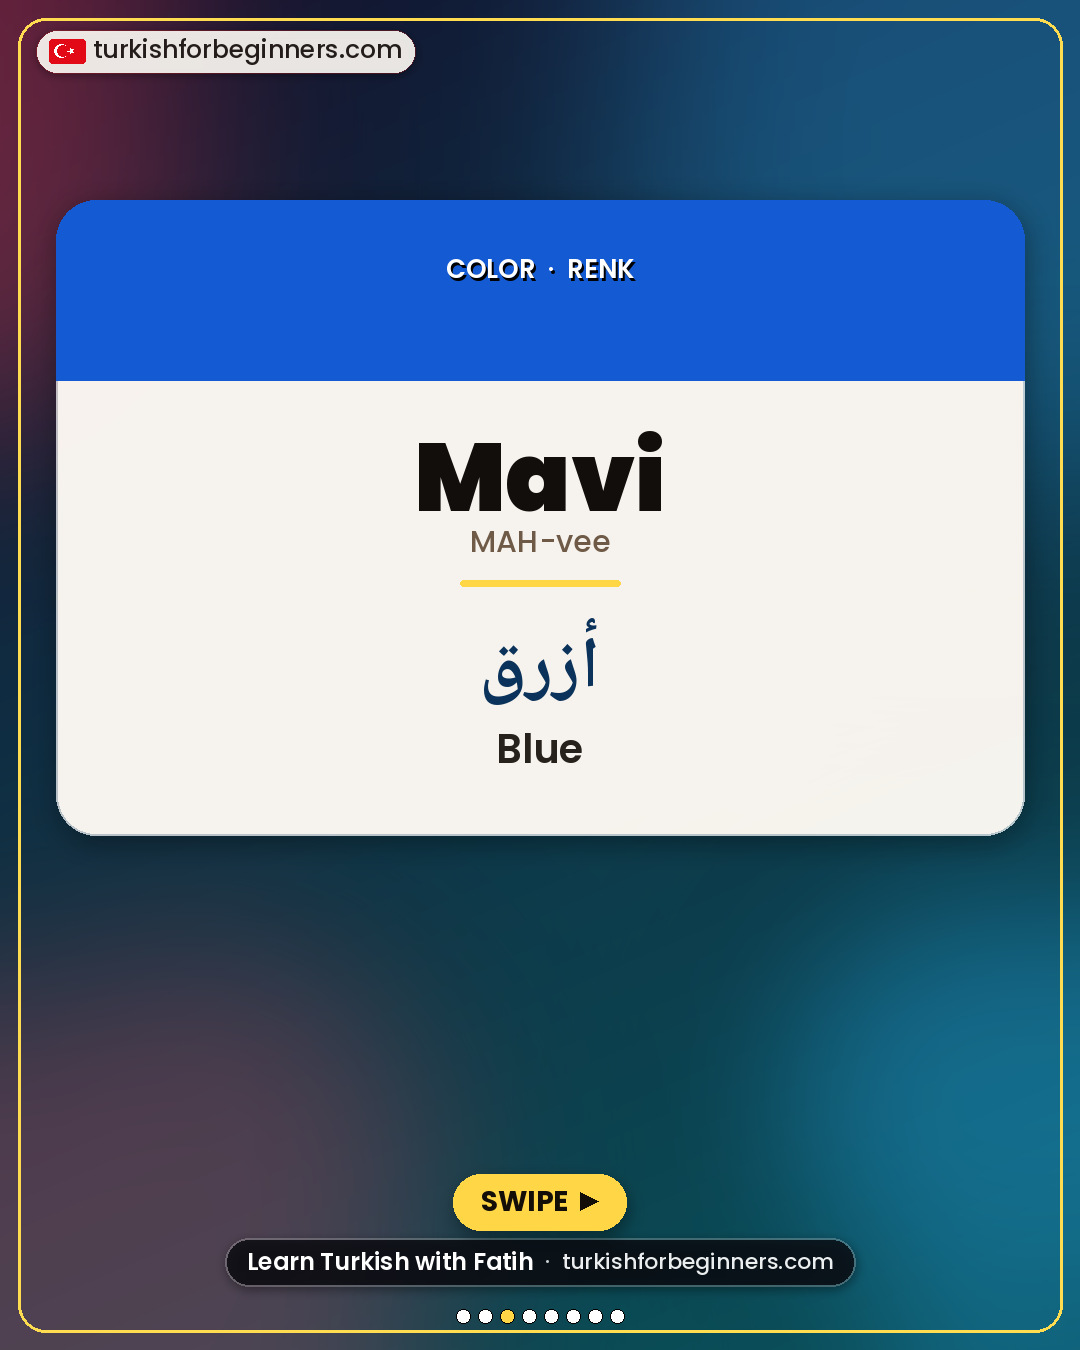 turkishforbeginners.com
COLOR · RENK
Mavi
MAH-vee
أزرق
Blue
SWIPE ▶
Learn Turkish with Fatih · turkishforbeginners.com